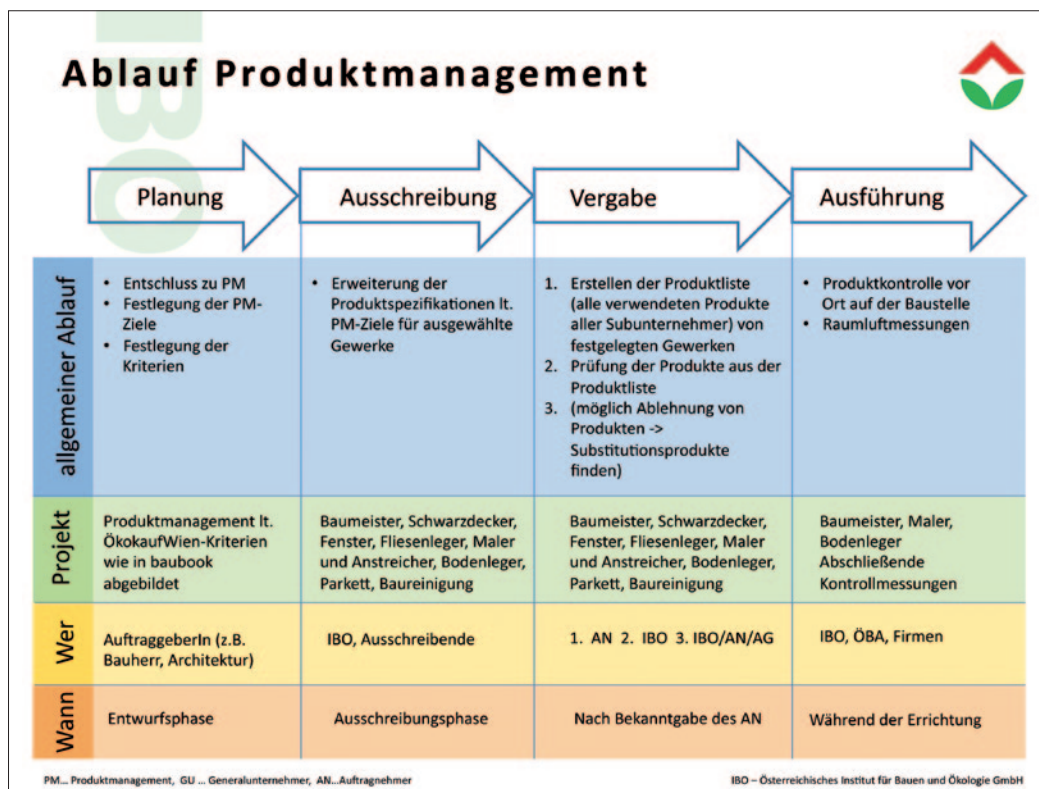 IBO
Ablauf Produktmanagement
Planung
Ausschreibung
Vergabe
Ausführung
allgemeiner Ablauf
• Entschluss zu PM
• Festlegung der PM-
Ziele
• Festlegung der
Kriterien
• Erweiterung der
Produktspezifikationen lt.
PM-Ziele für ausgewählte
Gewerke
1. Erstellen der Produktliste
(alle verwendeten Produkte
aller Subunternehmer) von
festgelegten Gewerken
2. Prüfung der Produkte aus der
Produktliste
3. (möglich Ablehnung von
Produkten ->
Substitutionsprodukte
finden)
• Produktkontrolle vor
Ort auf der Baustelle
• Raumluftmessungen
Projekt
Produktmanagement lt.
ÖkokaufWien-Kriterien
wie in baubook
abgebildet
Baumeister, Schwarzdecker,
Fenster, Fliesenleger, Maler
und Anstreicher, Bodenleger,
Parkett, Baureinigung
Baumeister, Schwarzdecker,
Fenster, Fliesenleger, Maler
und Anstreicher, Bodenleger,
Parkett, Baureinigung
Baumeister, Maler,
Bodenleger
Abschließende
Kontrollmessungen
Wer
AuftraggeberIn (z.B.
Bauherr, Architektur)
IBO, Ausschreibende
1. AN 2. IBO 3. IBO/AN/AG
IBO, ÖBA, Firmen
Wann
Entwurfsphase
Ausschreibungsphase
Nach Bekanntgabe des AN
Während der Errichtung
PM... Produktmanagement, GU ... Generalunternehmer, AN...Auftragnehmer
IBO – Österreichisches Institut für Bauen und Ökologie GmbH